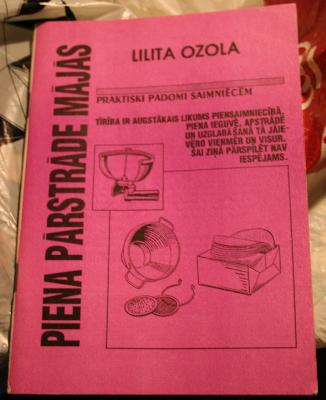 LILITA OZOLA
PIENA PĀRSTRĀDE MĀJĀS
PRAKTISKI PADOMI SAIMNIECĒM
TĪRĪBA IR AUGSTĀKAIS LIKUMS PIENSAIMNIECĪBĀ,
PIENA IEGUVĒ, APSTRĀDĒ
UN UZGLABĀŠANĀ TĀ JĀIE-
VĒRO VIENMĒR UN VISUR.
ŠAI ZIŅĀ PĀRSPĪLĒT NAV
IESPĒJAMS.